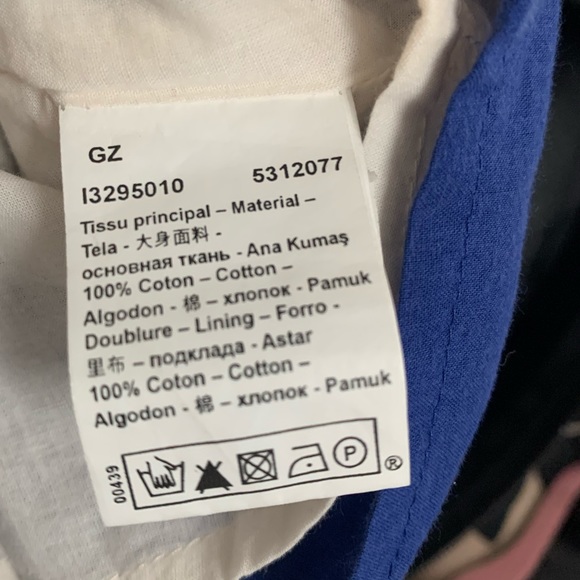 GZ
I3295010 5312077
Tissu principal – Material –
Tela - 大身面料 -
основная ткань - Ana Kumaş
100% Coton – Cotton –
Algodon - 棉 – хлопок - Pamuk
Doublure – Lining – Forro -
里布 – подклада - Astar
100% Coton – Cotton –
Algodon - 棉 – хлопок - Pamuk
00439
P ®